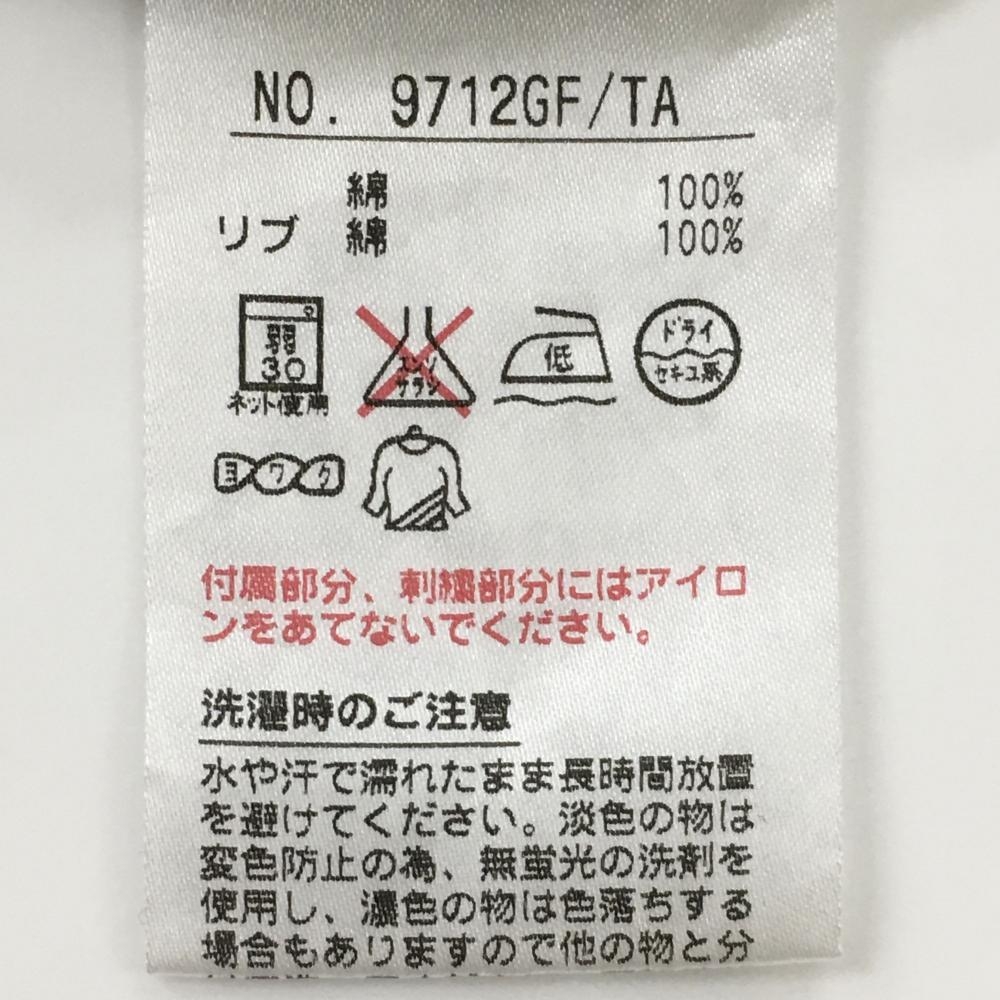 NO. 9712GF/TA
綿 100%
リブ 綿 100%
弱
30
ネット使用
エンソ
サラシ
低
ドライ
セキユ系
ヨワク
付属部分、刺繍部分にはアイロ
ンをあてないでください。
洗濯時のご注意
水や汗で濡れたまま長時間放置
を避けてください。淡色の物は
変色防止の為、無蛍光の洗剤を
使用し、濃色の物は色落ちする
場合もありますので他の物と分